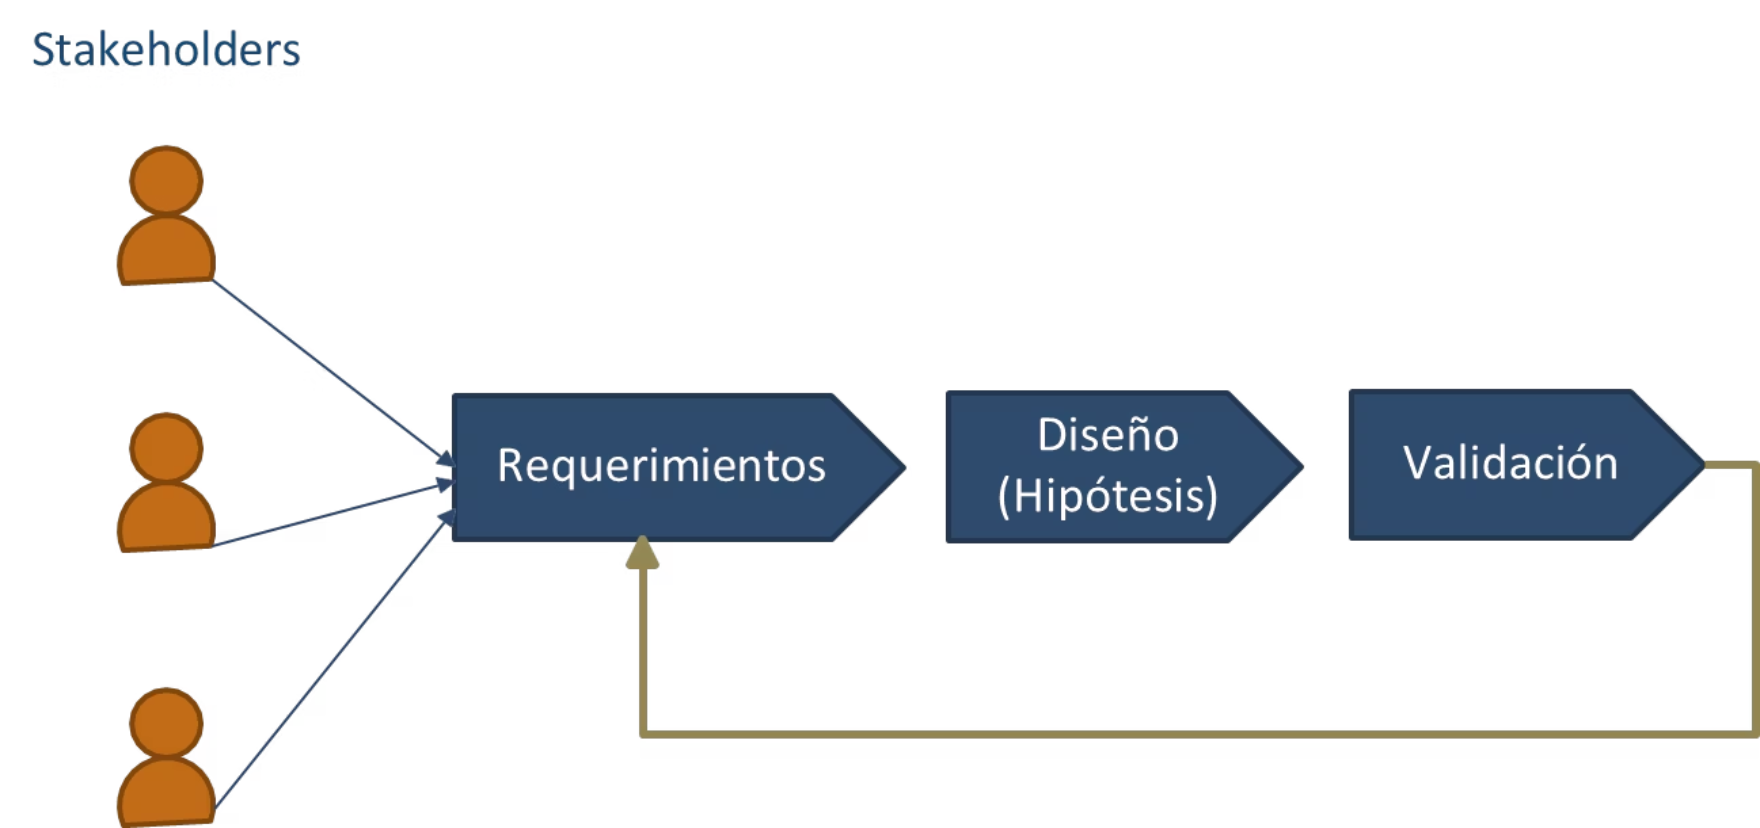 Stakeholders
Requerimientos
Diseño
(Hipótesis)
Validación